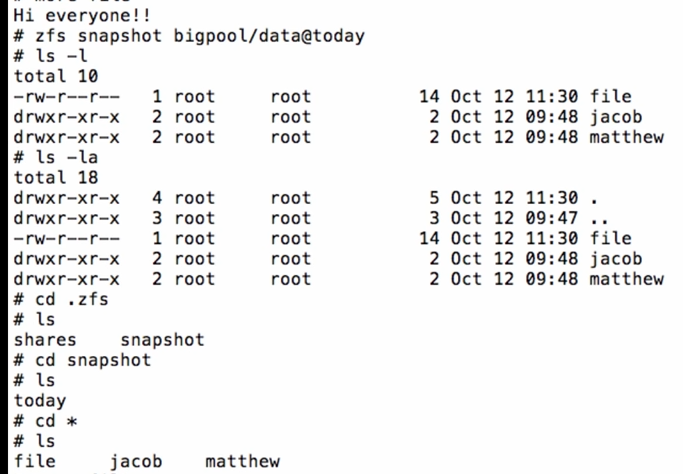 Hi everyone!!
# zfs snapshot bigpool/data@today
# ls -l
total 10
-rw-r--r--   1 root     root          14 Oct 12 11:30 file
drwxr-xr-x   2 root     root           2 Oct 12 09:48 jacob
drwxr-xr-x   2 root     root           2 Oct 12 09:48 matthew
# ls -la
total 18
drwxr-xr-x   4 root     root           5 Oct 12 11:30 .
drwxr-xr-x   3 root     root           3 Oct 12 09:47 ..
-rw-r--r--   1 root     root          14 Oct 12 11:30 file
drwxr-xr-x   2 root     root           2 Oct 12 09:48 jacob
drwxr-xr-x   2 root     root           2 Oct 12 09:48 matthew
# cd .zfs
# ls
shares    snapshot
# cd snapshot
# ls
today
# cd *
# ls
file     jacob    matthew